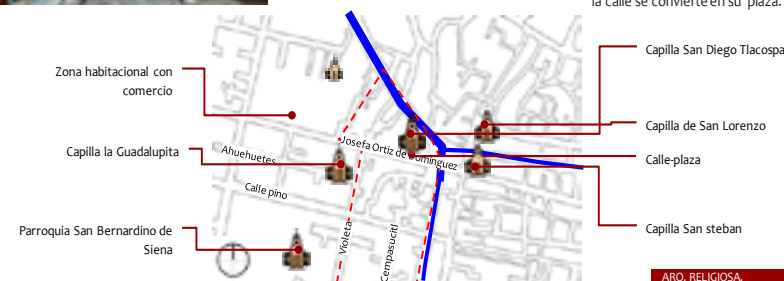 la calle se convierte en su plaza.
Capilla San Diego Tlacospa
Zona habitacional con
comercio
Capilla de San Lorenzo
Josefa Ortiz de Dominguez
Ahuehuetes
Capilla la Guadalupita
Calle-plaza
Calle pino
Parroquia San Bernardino de
Siena
Violeta
Cempasucitl
Capilla San steban
ARQ. RELIGIOSA.